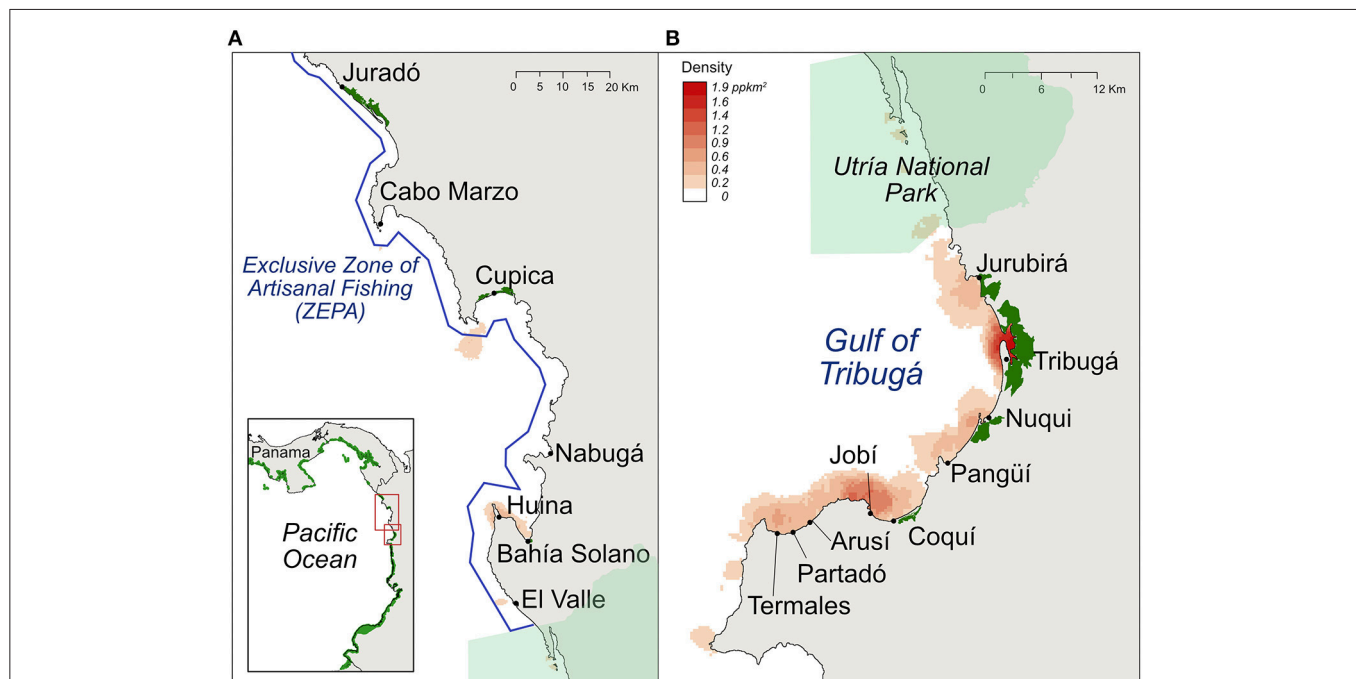 A
Juradó
0 5 10 15 20 Km
Cabo Marzo
Exclusive Zone of
Artisanal Fishing
(ZEPA)
Cupica
Nabugá
Huina
Bahía Solano
El Valle
Panama
Pacific
Ocean
B
Density
1.9 ppkm²
1.6
1.4
1.2
0.9
0.6
0.4
0.2
0
0 6 12 Km
Utría National
Park
Jurubirá
Gulf of
Tribugá
Tribugá
Nuqui
Jobí
Pangüí
Arusí
Coquí
Partadó
Termales